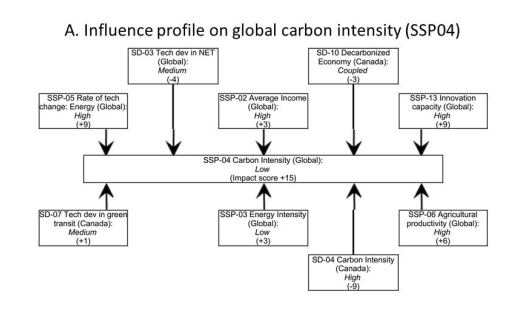 A. Influence profile on global carbon intensity (SSP04)
SD-03 Tech dev in NET
(Global):
Medium
(-4)
SD-10 Decarbonized
Economy (Canada):
Coupled
(-3)
SSP-05 Rate of tech
change: Energy (Global):
High
(+9)
SSP-02 Average Income
(Global):
High
(+3)
SSP-13 Innovation
capacity (Global):
High
(+9)
SSP-04 Carbon Intensity (Global):
Low
(Impact score +15)
SD-07 Tech dev in green
transit (Canada):
Medium
(+1)
SSP-03 Energy Intensity
(Global):
Low
(+3)
SSP-06 Agricultural
productivity (Global):
High
(+6)
SD-04 Carbon Intensity
(Canada):
High
(-9)